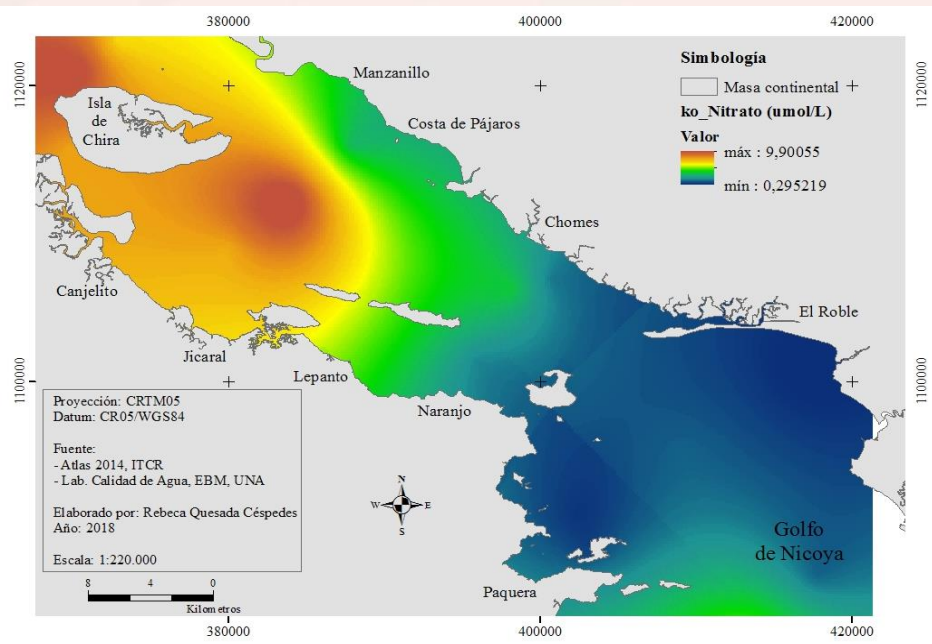 380000
400000
420000
1120000
1120000
Simbología
Masa continental
ko_Nitrato (umol/L)
Valor
máx : 9,90055
min : 0,295219
Manzanillo
Isla
de
Chira
Costa de Pájaros
Chomes
Canjelito
El Roble
Jicaral
Lepanto
1100000
1100000
Naranjo
Proyección: CRTM05
Datum: CR05/WGS84
Fuente:
- Atlas 2014, ITCR
- Lab. Calidad de Agua, EBM, UNA
Elaborado por: Rebeca Quesada Céspedes
Año: 2018
Escala: 1:220.000
N
W
E
S
Golfo
de Nicoya
Paquera
8
4
0
Kilometros
380000
400000
420000